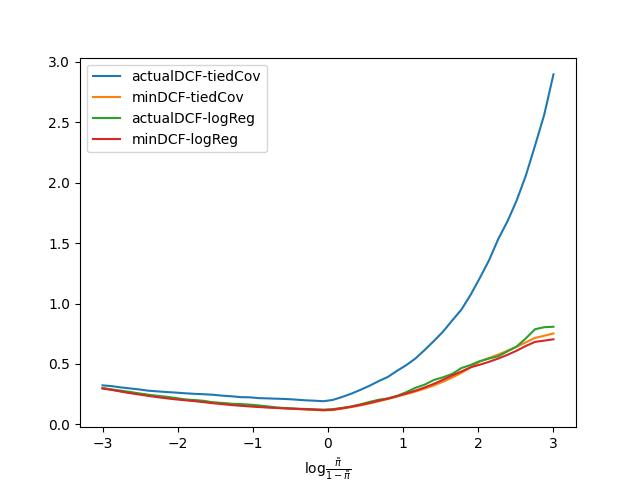 3.0
2.5
2.0
1.5
1.0
0.5
0.0
actualDCF-tiedCov
minDCF-tiedCov
actualDCF-logReg
minDCF-logReg
−3 −2 −1 0 1 2 3
log π̃/(1 − π̃)